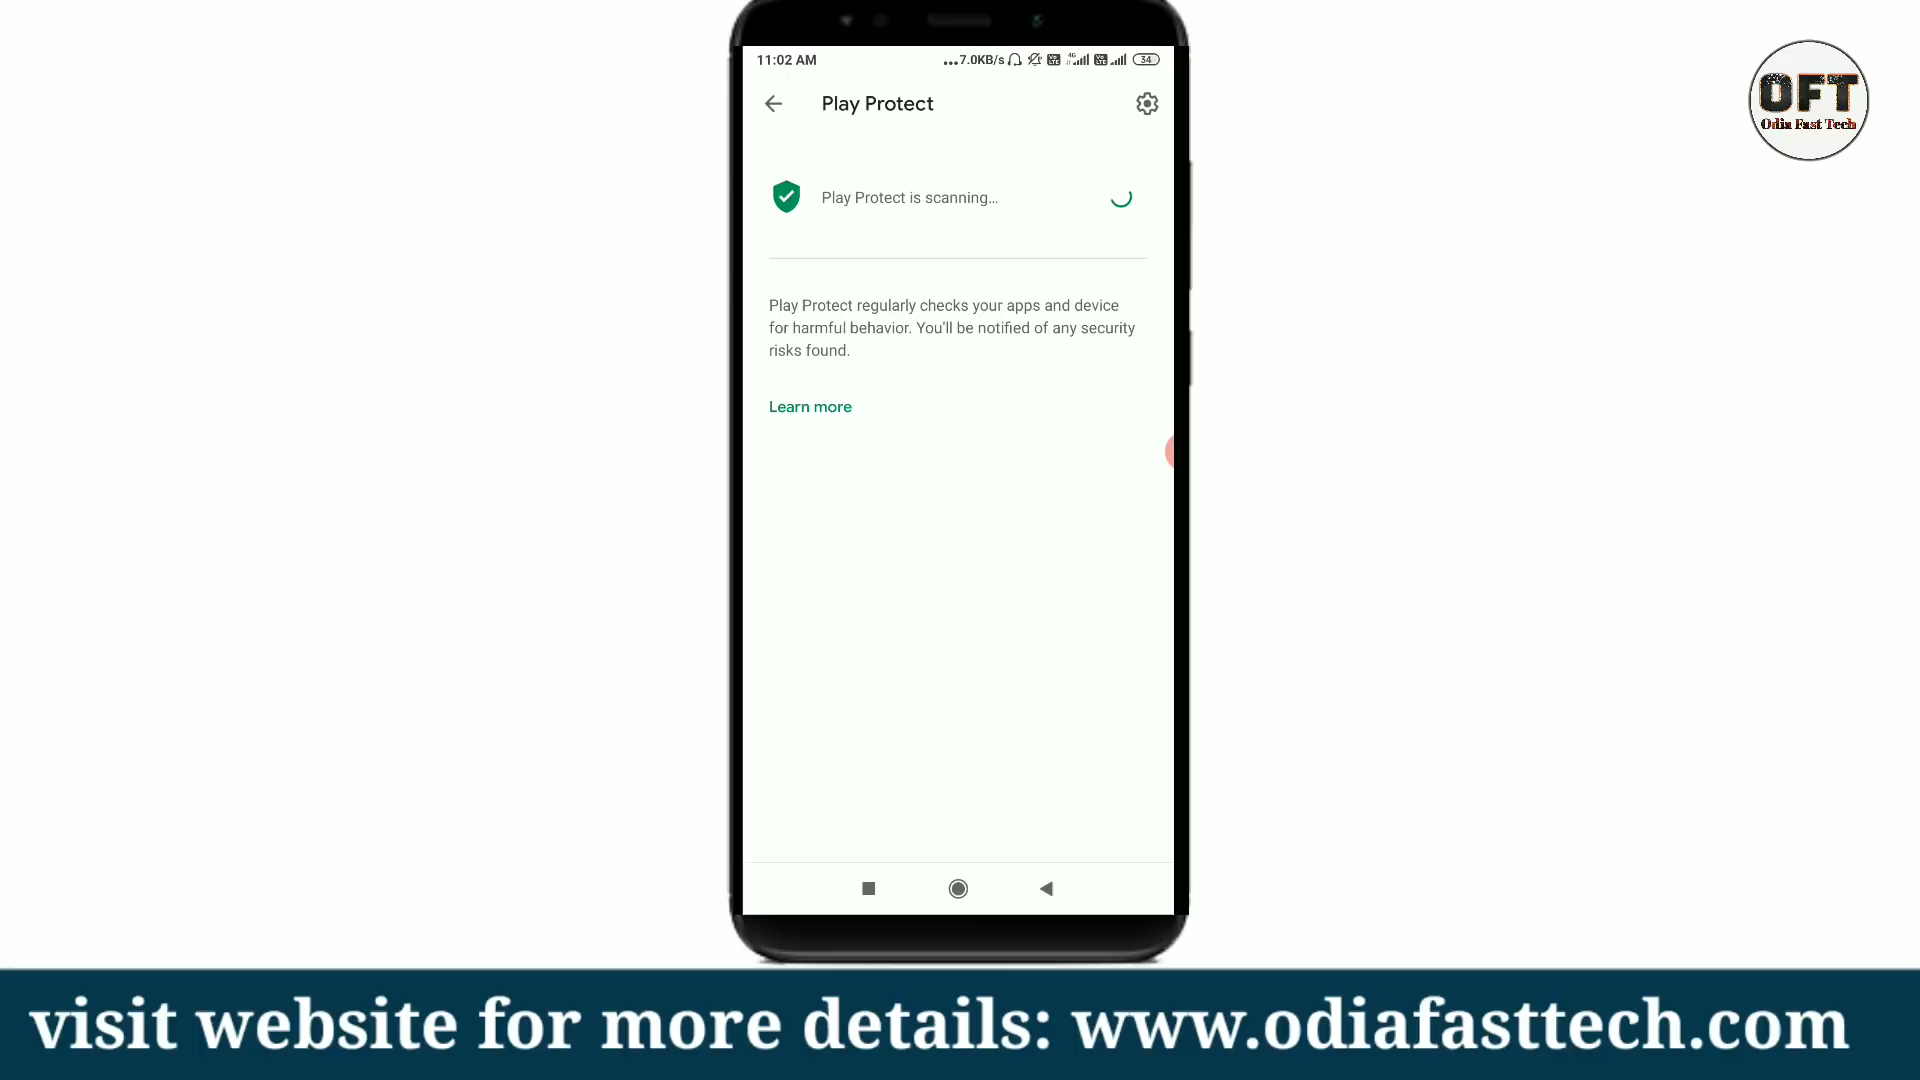 11:02 AM
...7.0KB/s
34
Play Protect
OFT
Odia Fast Tech
Play Protect is scanning...
Play Protect regularly checks your apps and device
for harmful behavior. You'll be notified of any security
risks found.
Learn more
visit website for more details: www.odiafasttech.com